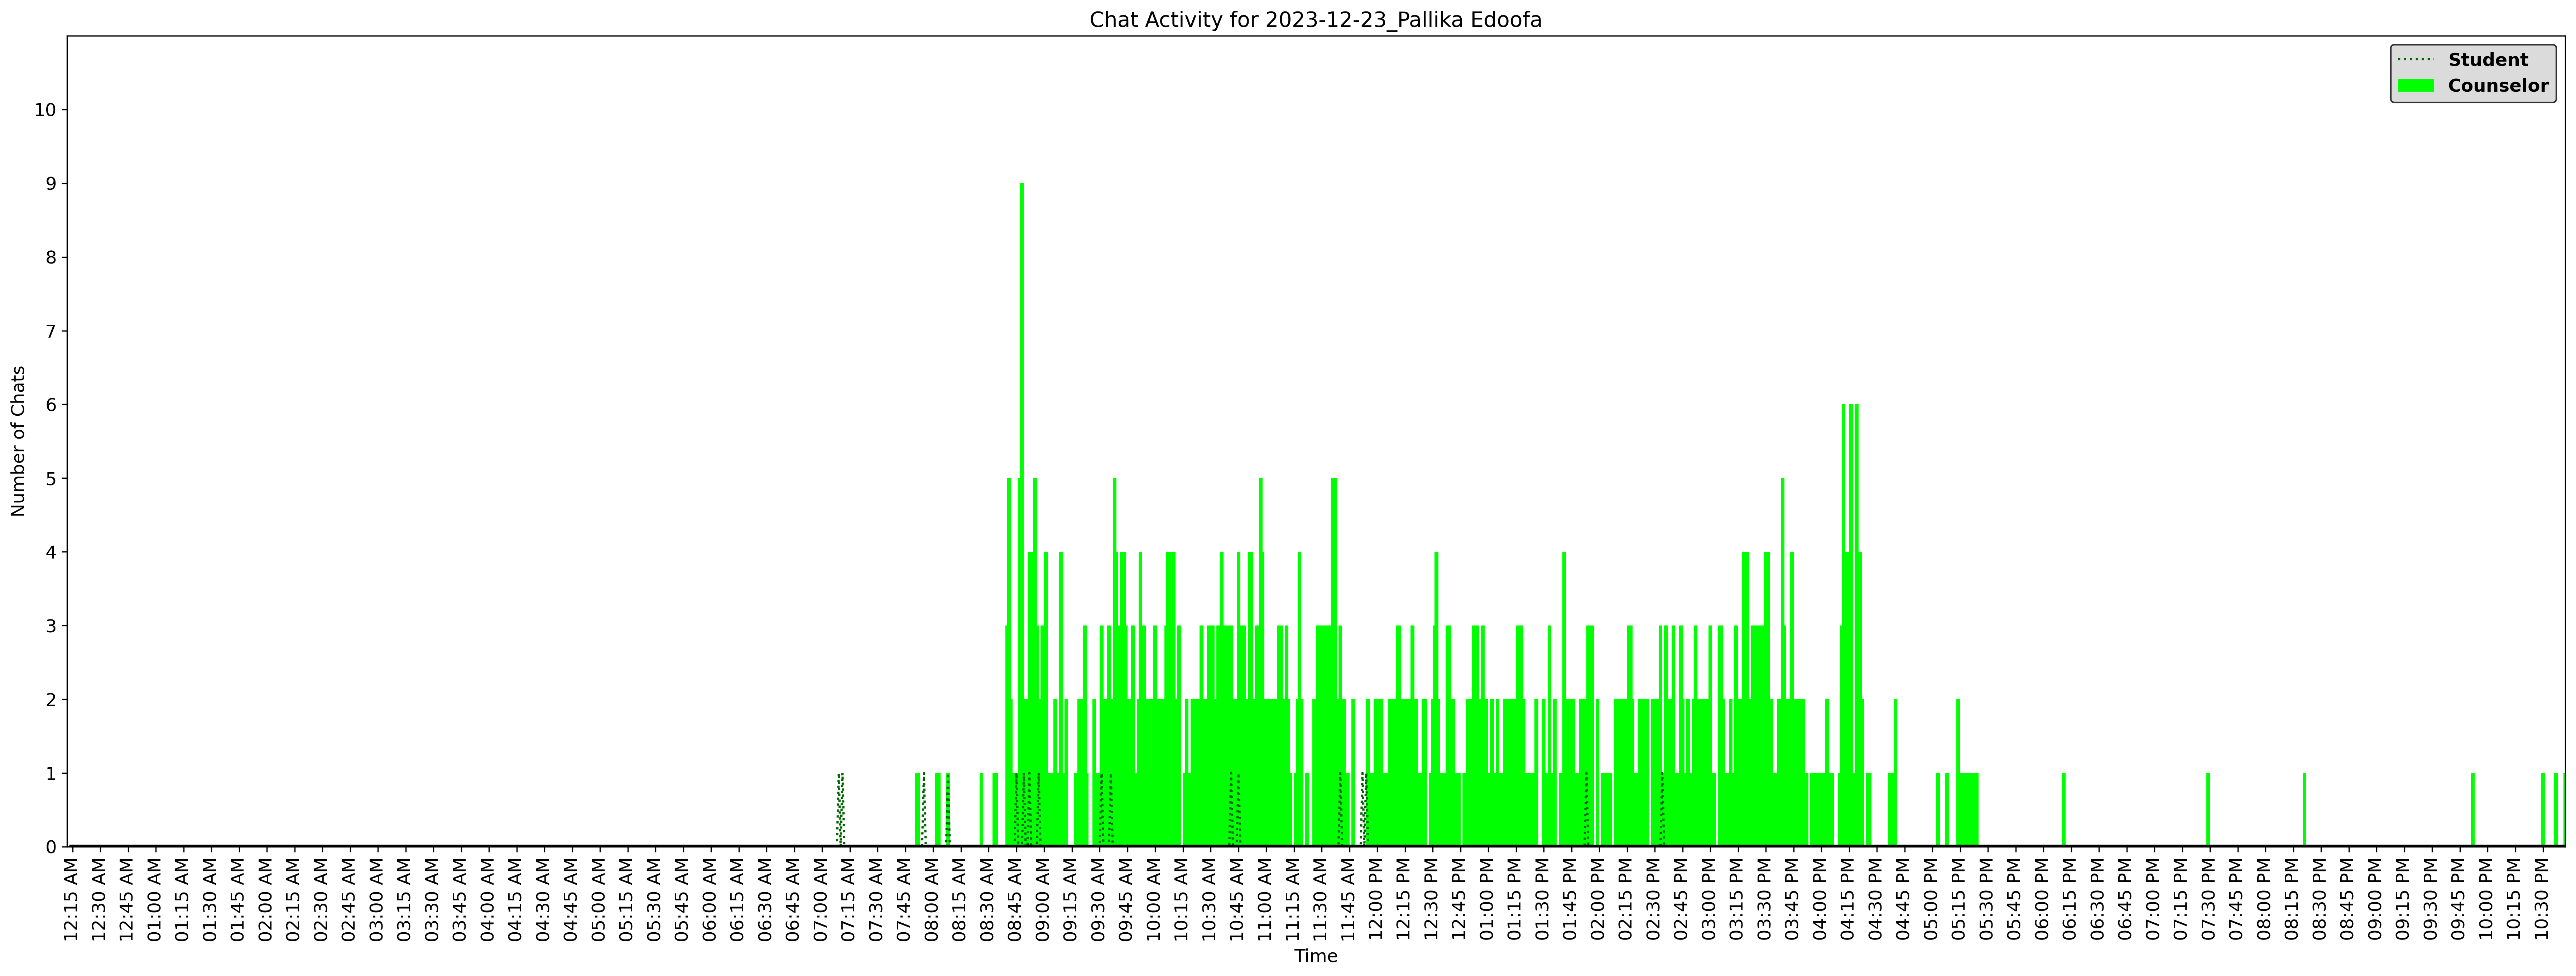 Chat Activity for 2023-12-23_Pallika Edoofa
Student
Counselor
Number of Chats
10
9
8
7
6
5
4
3
2
1
0
12:15 AM
12:30 AM
12:45 AM
01:00 AM
01:15 AM
01:30 AM
01:45 AM
02:00 AM
02:15 AM
02:30 AM
02:45 AM
03:00 AM
03:15 AM
03:30 AM
03:45 AM
04:00 AM
04:15 AM
04:30 AM
04:45 AM
05:00 AM
05:15 AM
05:30 AM
05:45 AM
06:00 AM
06:15 AM
06:30 AM
06:45 AM
07:00 AM
07:15 AM
07:30 AM
07:45 AM
08:00 AM
08:15 AM
08:30 AM
08:45 AM
09:00 AM
09:15 AM
09:30 AM
09:45 AM
10:00 AM
10:15 AM
10:30 AM
10:45 AM
11:00 AM
11:15 AM
11:30 AM
11:45 AM
12:00 PM
12:15 PM
12:30 PM
12:45 PM
01:00 PM
01:15 PM
01:30 PM
01:45 PM
02:00 PM
02:15 PM
02:30 PM
02:45 PM
03:00 PM
03:15 PM
03:30 PM
03:45 PM
04:00 PM
04:15 PM
04:30 PM
04:45 PM
05:00 PM
05:15 PM
05:30 PM
05:45 PM
06:00 PM
06:15 PM
06:30 PM
06:45 PM
07:00 PM
07:15 PM
07:30 PM
07:45 PM
08:00 PM
08:15 PM
08:30 PM
08:45 PM
09:00 PM
09:15 PM
09:30 PM
09:45 PM
10:00 PM
10:15 PM
10:30 PM
Time